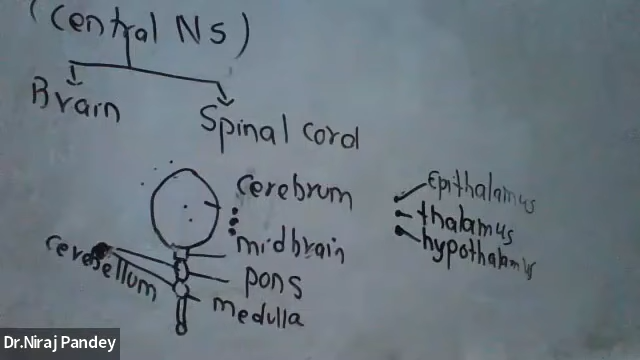 (Central NS)
Brain
Spinal cord
cerebrum
Epithalamus
thalamus
hypothalamus
midbrain
cerebellum
pons
medulla
Dr.Niraj Pandey